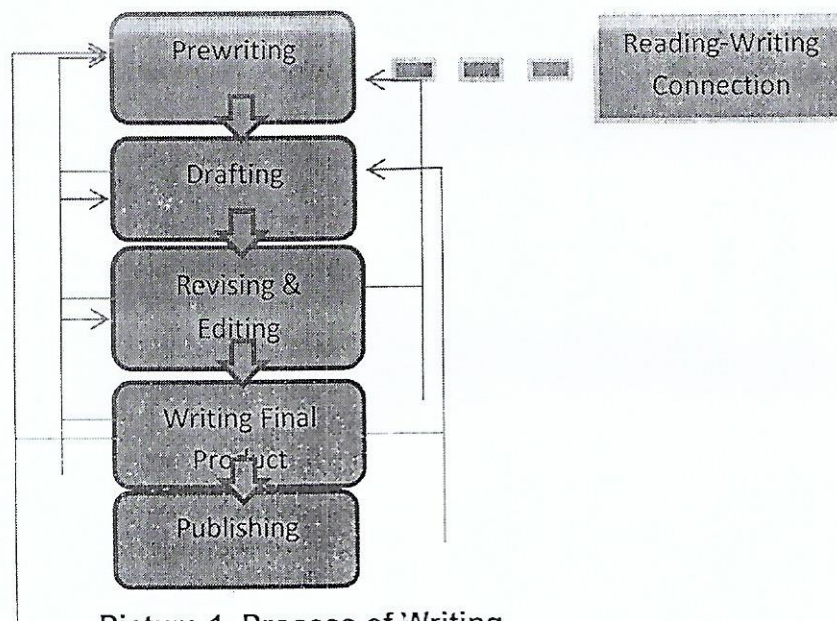 Prewriting
Reading-Writing
Connection
Drafting
Revising &
Editing
Writing Final
Product
Publishing
Picture 1. Process of Writing